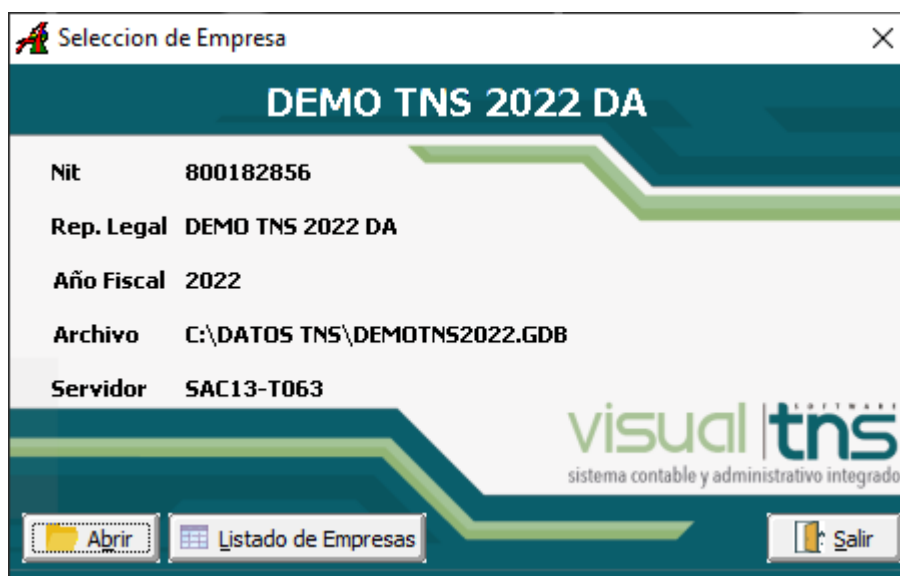 Seleccion de Empresa
DEMO TNS 2022 DA
Nit 800182856
Rep. Legal DEMO TNS 2022 DA
Año Fiscal 2022
Archivo C:\DATOS TNS\DEMOTNS2022.GDB
Servidor SAC13-T063
SOFTWARE
visual tns
sistema contable y administrativo integrado
Abrir Listado de Empresas Salir